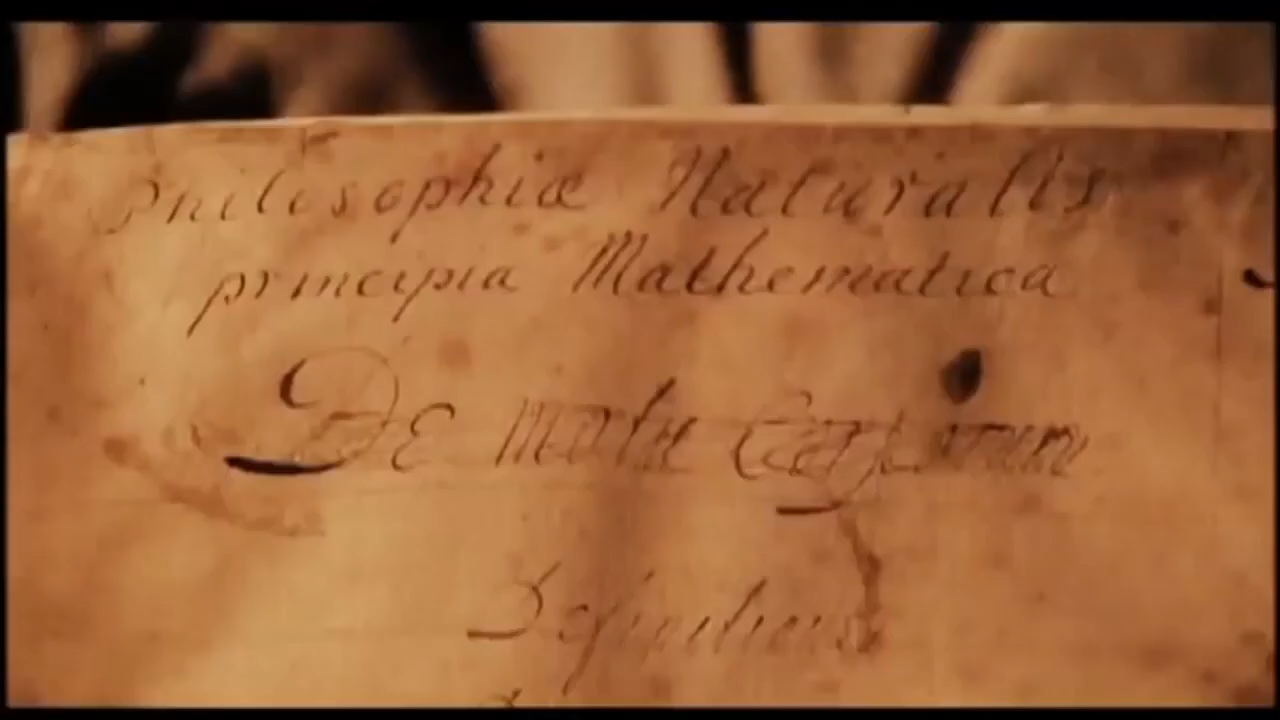 Philosophiæ Naturalis
principia Mathematica
De Motu Corporum
Definitiones